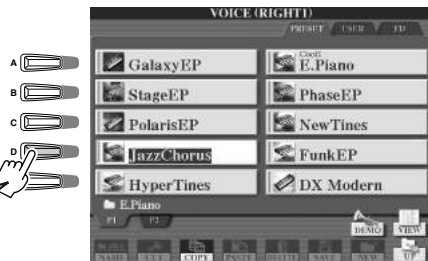 VOICE (RIGHT1)
PRESET USER FD
A
GalaxyEP
Cool!
E.Piano
B
StageEP
PhaseEP
C
PolarisEP
NewTines
D
JazzChorus
FunkEP
HyperTines
DX Modern
E.Piano
P1 P2
DEMO VIEW
NAME CUT COPY PASTE DELETE SAVE NEW UP